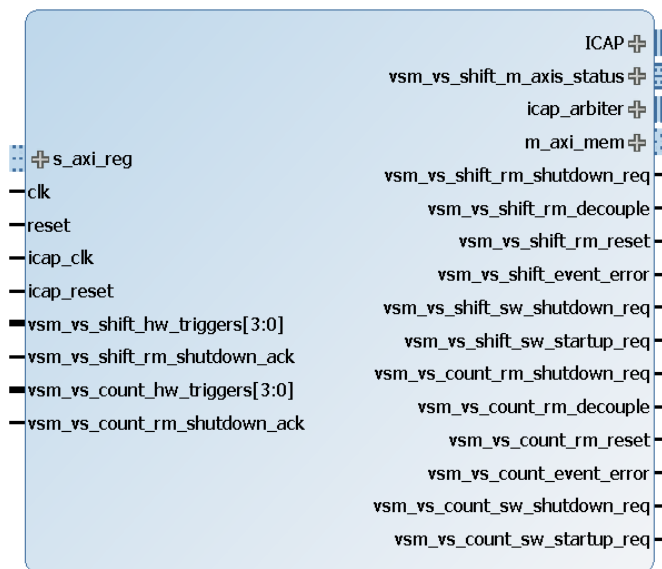 ICAP
vsm_vs_shift_m_axis_status
icap_arbiter
m_axi_mem
s_axi_reg
vsm_vs_shift_rm_shutdown_req
clk
vsm_vs_shift_rm_decouple
reset
vsm_vs_shift_rm_reset
icap_clk
vsm_vs_shift_event_error
icap_reset
vsm_vs_shift_sw_shutdown_req
vsm_vs_shift_hw_triggers[3:0]
vsm_vs_shift_sw_startup_req
vsm_vs_shift_rm_shutdown_ack
vsm_vs_count_rm_shutdown_req
vsm_vs_count_hw_triggers[3:0]
vsm_vs_count_rm_decouple
vsm_vs_count_rm_shutdown_ack
vsm_vs_count_rm_reset
vsm_vs_count_event_error
vsm_vs_count_sw_shutdown_req
vsm_vs_count_sw_startup_req